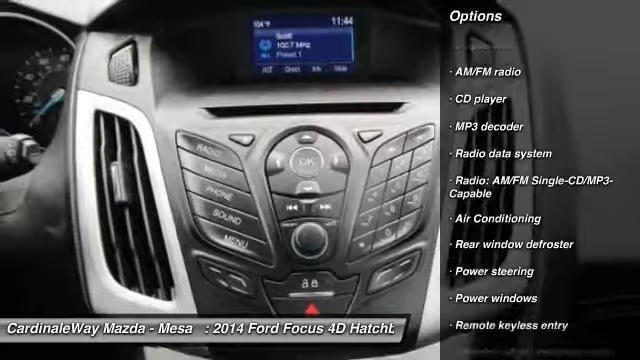 104°F 11:44
Scott
100.7 MHz
Preset 1
RADIO
MEDIA
PHONE
SOUND
MENU
OK
Options
· AM/FM radio
· CD player
· MP3 decoder
· Radio data system
· Radio: AM/FM Single-CD/MP3-
Capable
· Air Conditioning
· Rear window defroster
· Power steering
· Power windows
· Remote keyless entry
CardinaleWay Mazda - Mesa : 2014 Ford Focus 4D Hatchb